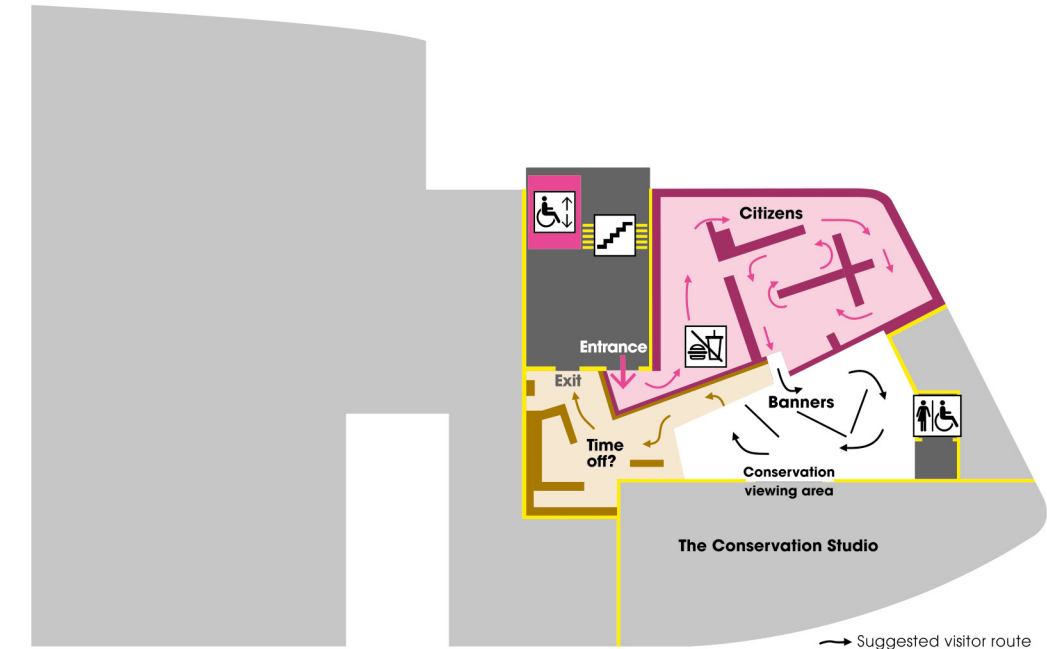 Citizens
Entrance
Exit
Banners
Time
off?
Conservation
viewing area
The Conservation Studio
Suggested visitor route